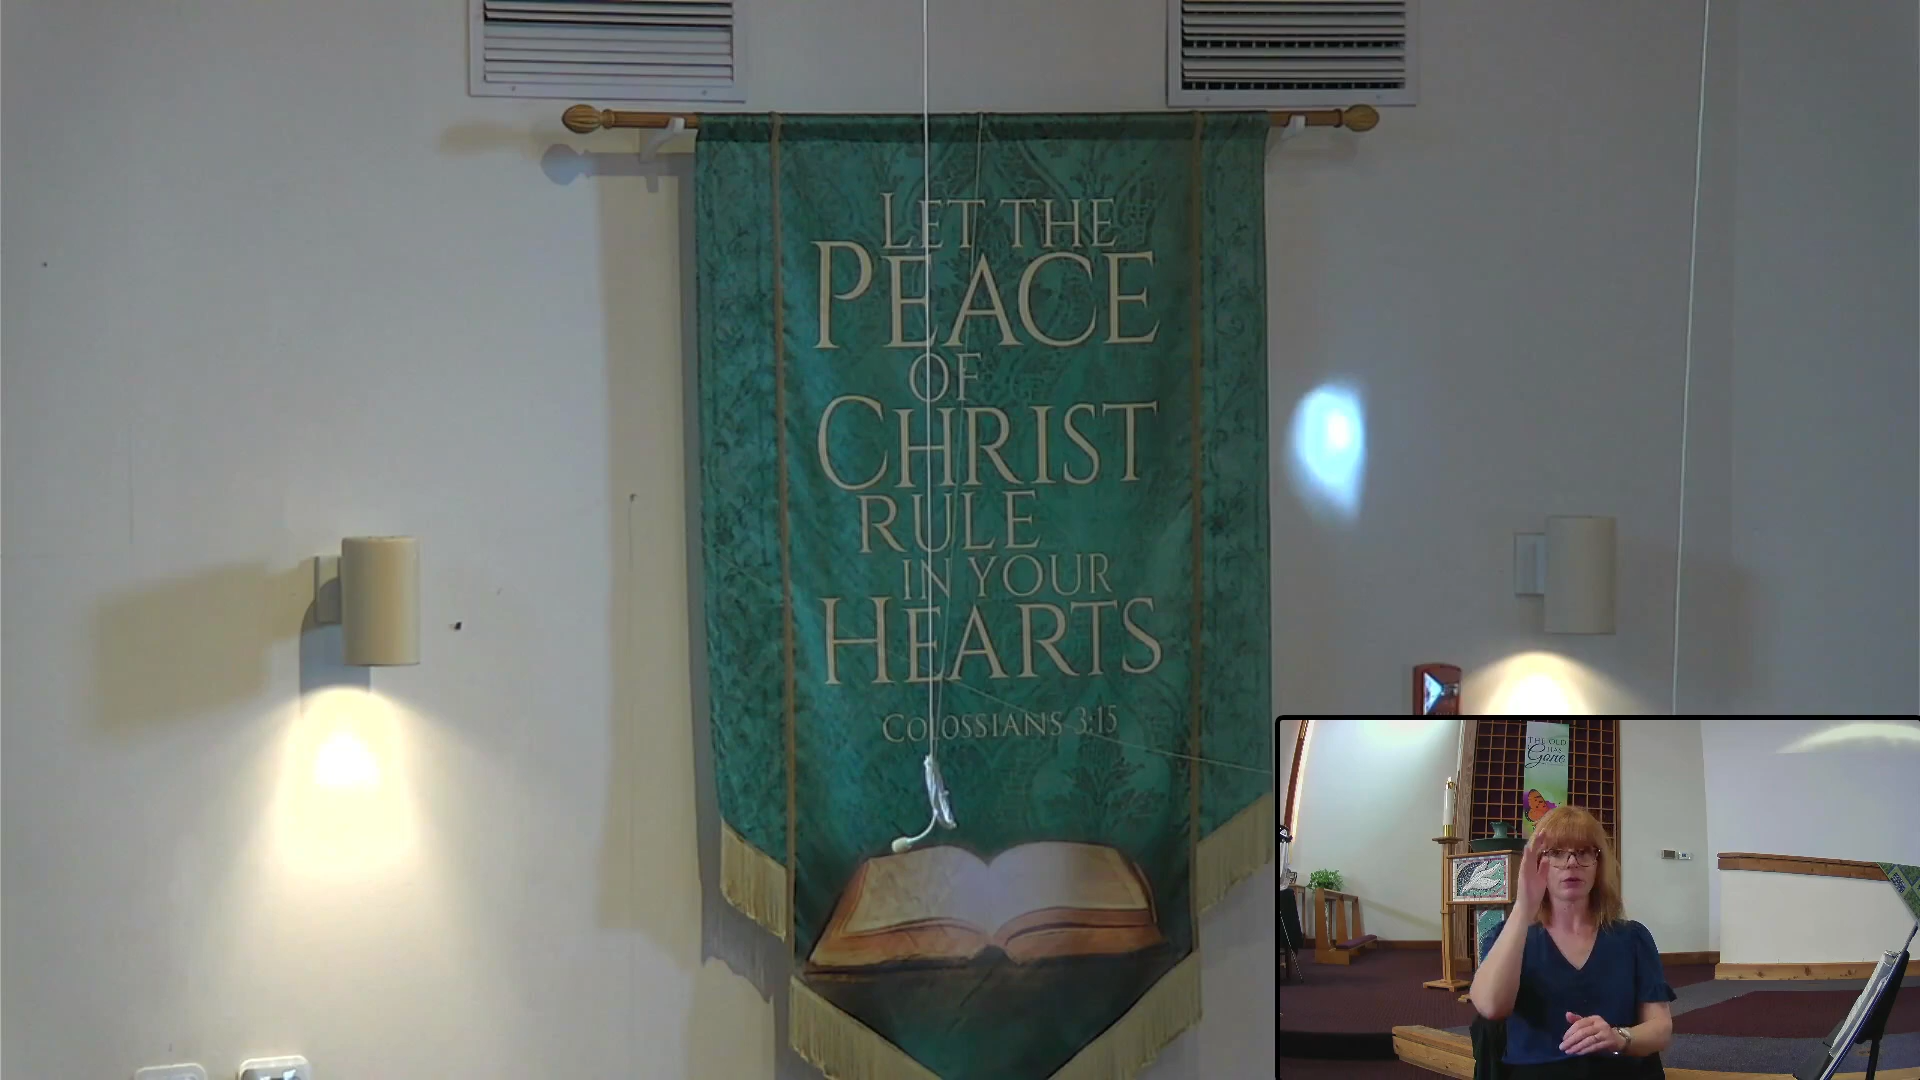 LET THE
PEACE
OF
CHRIST
RULE
IN YOUR
HEARTS
COLOSSIANS 3:15
THE OLD
HAS
Gone